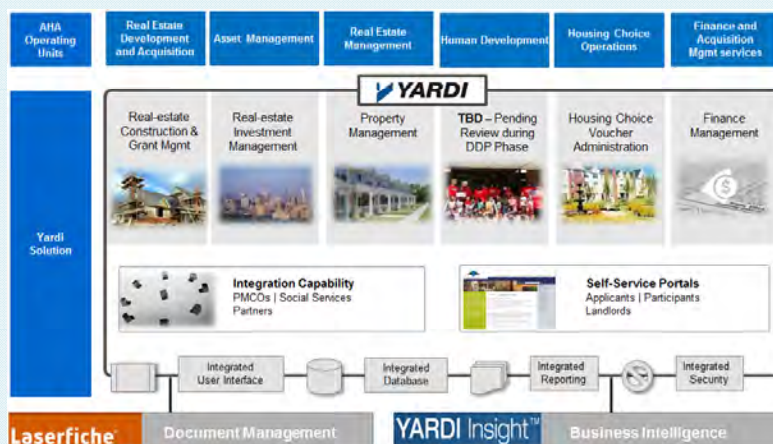 AHA
Operating
Units
Real Estate
Development
and Acquisition
Asset Management
Real Estate
Management
Human Development
Housing Choice
Operations
Finance and
Acquisition
Mgmt services
YARDI
Yardi
Solution
Real-estate
Construction &
Grant Mgmt
Real-estate
Investment
Management
Property
Management
TBD – Pending
Review during
DDP Phase
Housing Choice
Voucher
Administration
Finance
Management
Integration Capability
PMCOs | Social Services
Partners
Self-Service Portals
Applicants | Participants
Landlords
Integrated
User Interface
Integrated
Database
Integrated
Reporting
Integrated
Security
Laserfiche®
Document Management
YARDI Insight™
Business Intelligence